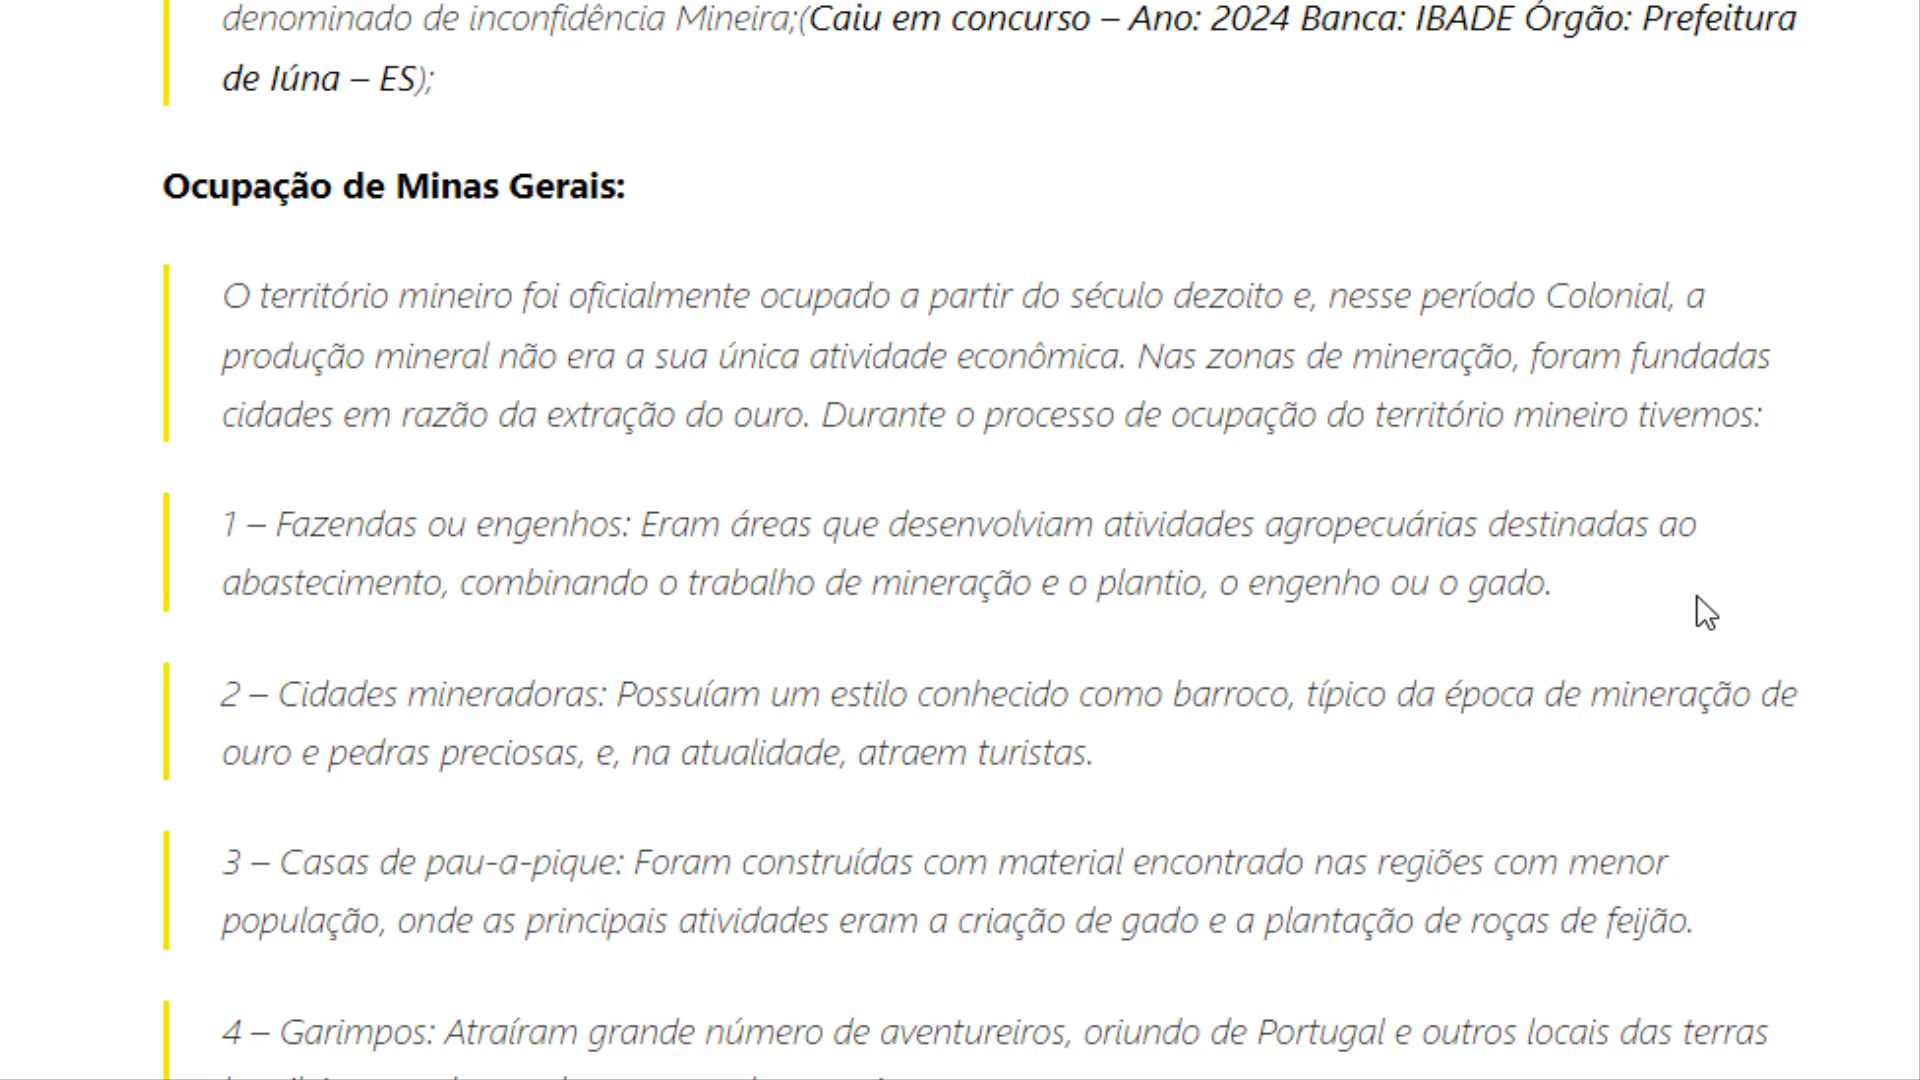 denominado de inconfidência Mineira;(Caiu em concurso – Ano: 2024 Banca: IBADE Órgão: Prefeitura
de Iúna – ES);
Ocupação de Minas Gerais:
O território mineiro foi oficialmente ocupado a partir do século dezoito e, nesse período Colonial, a
produção mineral não era a sua única atividade econômica. Nas zonas de mineração, foram fundadas
cidades em razão da extração do ouro. Durante o processo de ocupação do território mineiro tivemos:
1 – Fazendas ou engenhos: Eram áreas que desenvolviam atividades agropecuárias destinadas ao
abastecimento, combinando o trabalho de mineração e o plantio, o engenho ou o gado.
2 – Cidades mineradoras: Possuíam um estilo conhecido como barroco, típico da época de mineração de
ouro e pedras preciosas, e, na atualidade, atraem turistas.
3 – Casas de pau-a-pique: Foram construídas com material encontrado nas regiões com menor
população, onde as principais atividades eram a criação de gado e a plantação de roças de feijão.
4 – Garimpos: Atraíram grande número de aventureiros, oriundo de Portugal e outros locais das terras